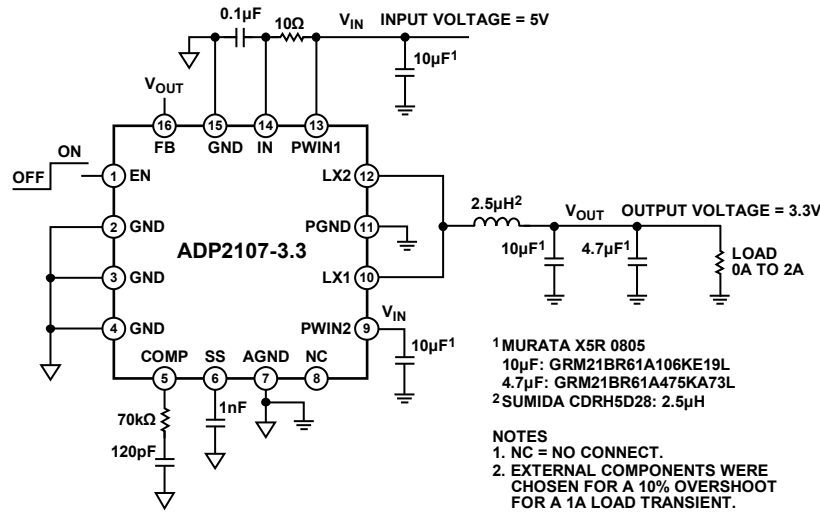 0.1μF 10Ω VIN INPUT VOLTAGE = 5V
10μF1
VOUT
16 15 14 13
FB GND IN PWIN1
ON
OFF
1 EN LX2 12
2.5μH2 VOUT OUTPUT VOLTAGE = 3.3V
2 GND PGND 11
ADP2107-3.3
10μF1 4.7μF1 LOAD
0A TO 2A
3 GND LX1 10
VIN
4 GND PWIN2 9
10μF1
COMP SS AGND NC
5 6 7 8
70kΩ 1nF
120pF
1 MURATA X5R 0805
10μF: GRM21BR61A106KE19L
4.7μF: GRM21BR61A475KA73L
2 SUMIDA CDRH5D28: 2.5μH
NOTES
1. NC = NO CONNECT.
2. EXTERNAL COMPONENTS WERE
CHOSEN FOR A 10% OVERSHOOT
FOR A 1A LOAD TRANSIENT.